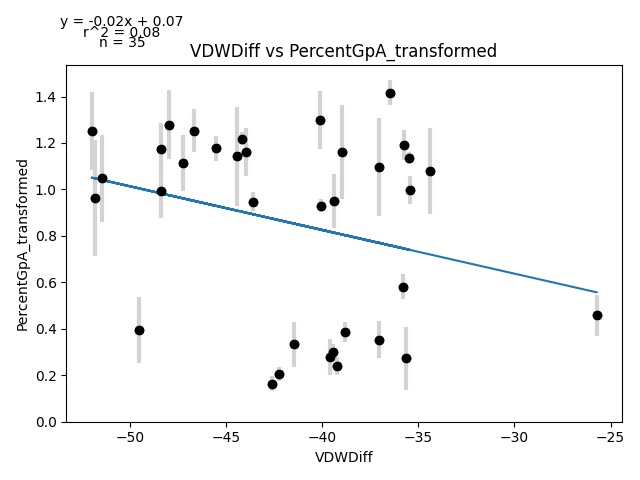 y = -0.02x + 0.07
r^2 = 0.08
n = 35
VDWDiff vs PercentGpA_transformed
PercentGpA_transformed
1.4
1.2
1.0
0.8
0.6
0.4
0.2
0.0
−50
−45
−40
−35
−30
−25
VDWDiff